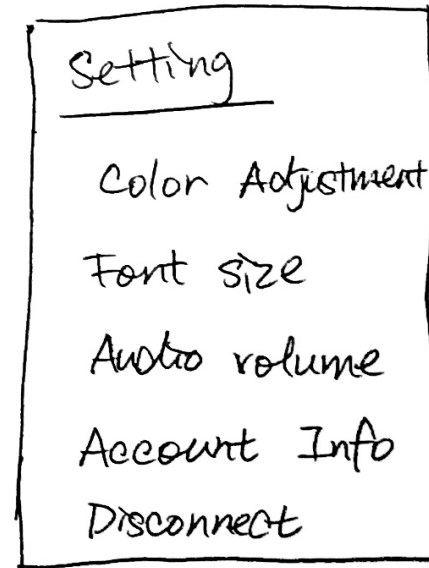 Setting
Color Adjustment
Font size
Audio volume
Account Info
Disconnect